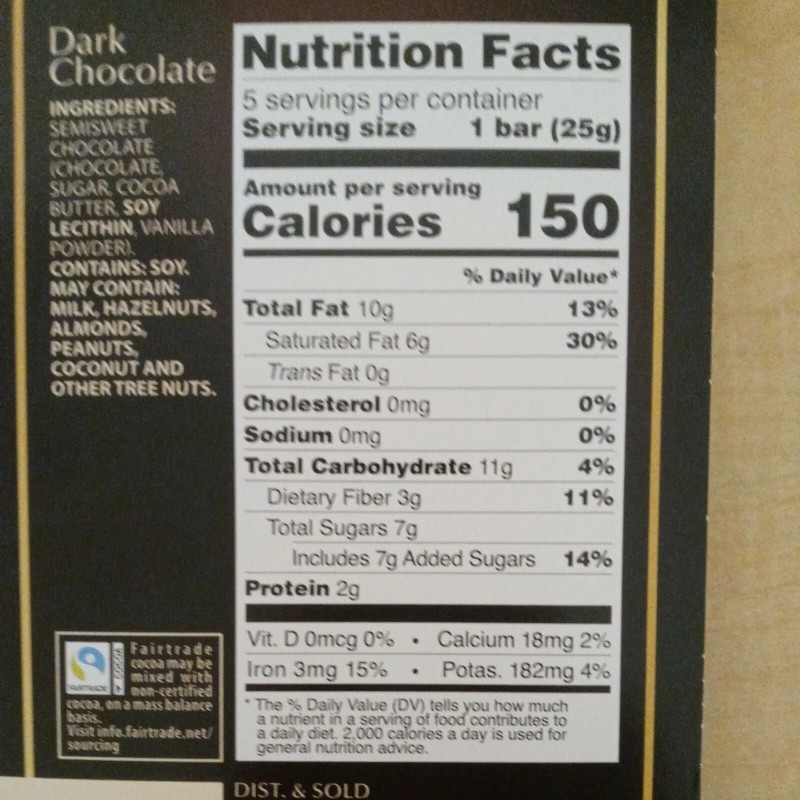 Dark
Chocolate
INGREDIENTS:
SEMISWEET
CHOCOLATE
(CHOCOLATE,
SUGAR, COCOA
BUTTER, SOY
LECITHIN, VANILLA
POWDER).
CONTAINS: SOY.
MAY CONTAIN:
MILK, HAZELNUTS,
ALMONDS,
PEANUTS,
COCONUT AND
OTHER TREE NUTS.
FAIRTRADE
COCOA
Fairtrade
cocoa may be
mixed with
non-certified
cocoa, on a mass balance
basis.
Visit info.fairtrade.net/
sourcing
Nutrition Facts
5 servings per container
Serving size 1 bar (25g)
Amount per serving
Calories 150
% Daily Value*
Total Fat 10g 13%
Saturated Fat 6g 30%
Trans Fat 0g
Cholesterol 0mg 0%
Sodium 0mg 0%
Total Carbohydrate 11g 4%
Dietary Fiber 3g 11%
Total Sugars 7g
Includes 7g Added Sugars 14%
Protein 2g
Vit. D 0mcg 0% • Calcium 18mg 2%
Iron 3mg 15% • Potas. 182mg 4%
* The % Daily Value (DV) tells you how much
a nutrient in a serving of food contributes to
a daily diet. 2,000 calories a day is used for
general nutrition advice.
DIST. & SOLD